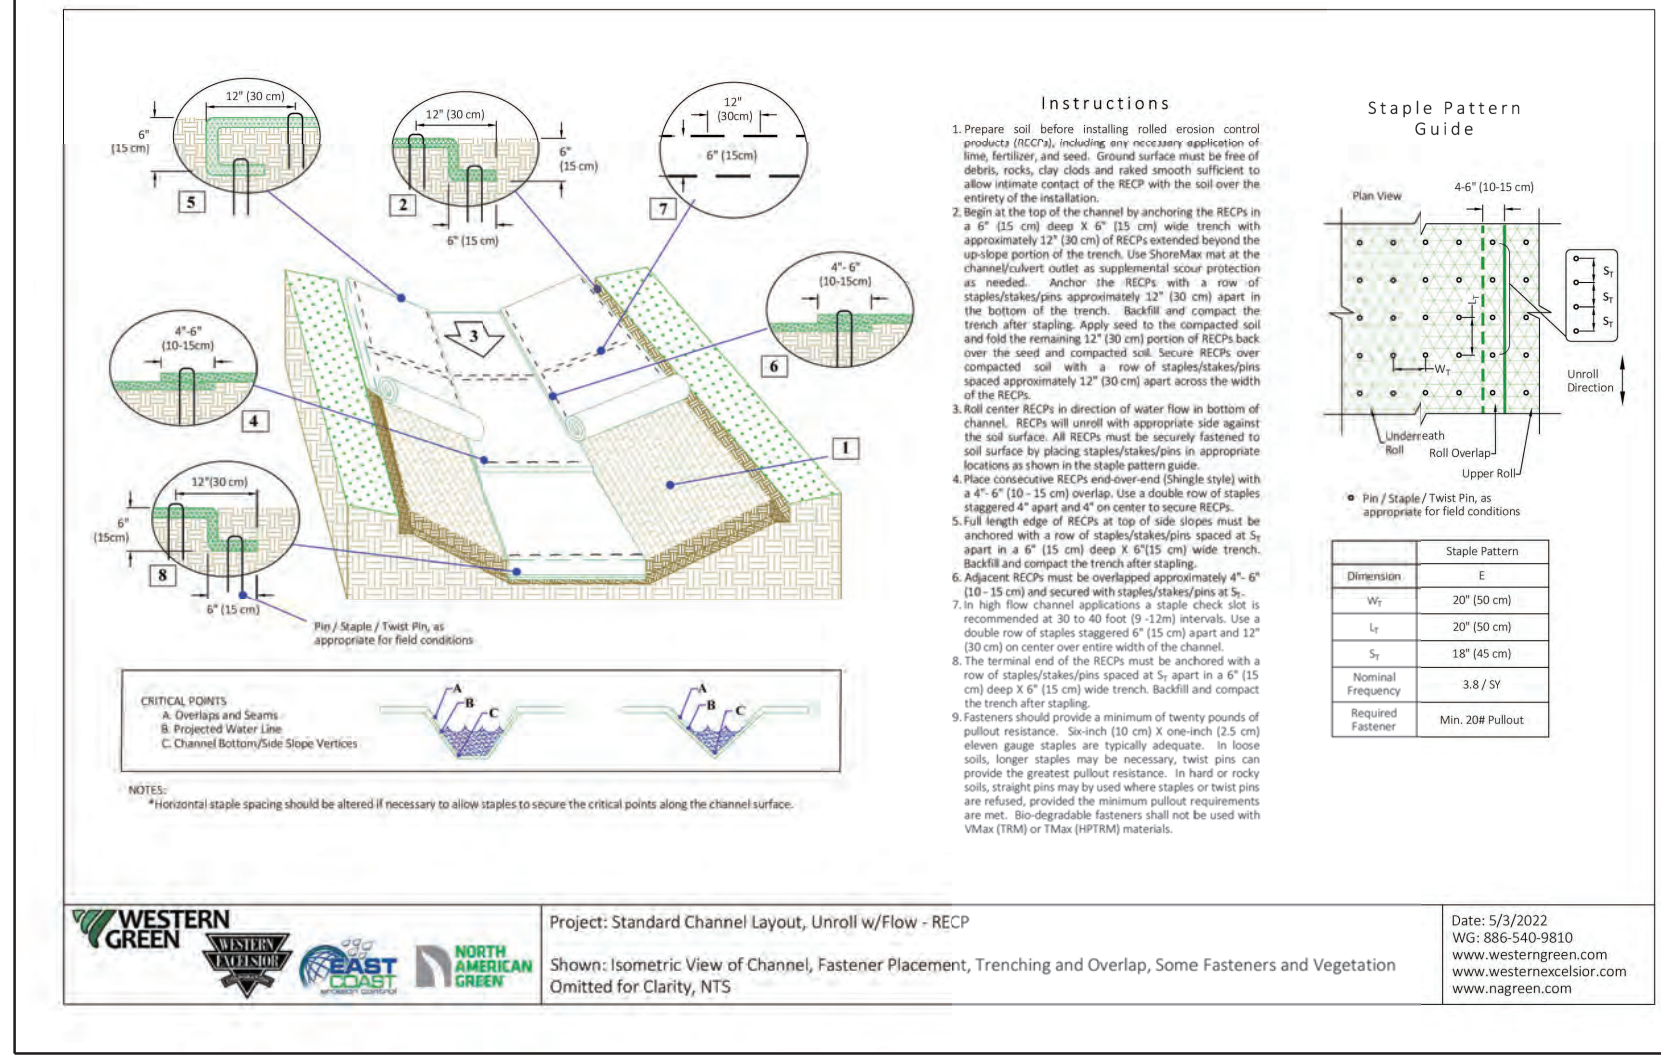 12" (30 cm)
6"
(15 cm)
5
12" (30 cm)
6"
(15 cm)
2
6" (15 cm)
12"
(30cm)
6" (15cm)
7
4"-6"
(10-15cm)
4
3
4"- 6"
(10-15cm)
6
1
12"(30 cm)
6"
(15cm)
8
6" (15 cm)
Pin / Staple / Twist Pin, as
appropriate for field conditions
CRITICAL POINTS
A. Overlaps and Seams
B. Projected Water Line
C. Channel Bottom/Side Slope Vertices
A
B
C
A
B
C
NOTES:
*Horizontal staple spacing should be altered if necessary to allow staples to secure the critical points along the channel surface.
Instructions
1. Prepare soil before installing rolled erosion control
products (RECPs), including any necessary application of
lime, fertilizer, and seed. Ground surface must be free of
debris, rocks, clay clods and raked smooth sufficient to
allow intimate contact of the RECP with the soil over the
entirety of the installation.
2. Begin at the top of the channel by anchoring the RECPs in
a 6" (15 cm) deep X 6" (15 cm) wide trench with
approximately 12" (30 cm) of RECPs extended beyond the
up-slope portion of the trench. Use ShoreMax mat at the
channel/culvert outlet as supplemental scour protection
as needed. Anchor the RECPs with a row of
staples/stakes/pins approximately 12" (30 cm) apart in
the bottom of the trench. Backfill and compact the
trench after stapling. Apply seed to the compacted soil
and fold the remaining 12" (30 cm) portion of RECPs back
over the seed and compacted soil. Secure RECPs over
compacted soil with a row of staples/stakes/pins
spaced approximately 12" (30 cm) apart across the width
of the RECPs.
3. Roll center RECPs in direction of water flow in bottom of
channel. RECPs will unroll with appropriate side against
the soil surface. All RECPs must be securely fastened to
soil surface by placing staples/stakes/pins in appropriate
locations as shown in the staple pattern guide.
4. Place consecutive RECPs end-over-end (Shingle style) with
a 4"- 6" (10 - 15 cm) overlap. Use a double row of staples
staggered 4" apart and 4" on center to secure RECPs.
5. Full length edge of RECPs at top of side slopes must be
anchored with a row of staples/stakes/pins spaced at ST
apart in a 6" (15 cm) deep X 6"(15 cm) wide trench.
Backfill and compact the trench after stapling.
6. Adjacent RECPs must be overlapped approximately 4"- 6"
(10 - 15 cm) and secured with staples/stakes/pins at ST.
7. In high flow channel applications a staple check slot is
recommended at 30 to 40 foot (9 -12m) intervals. Use a
double row of staples staggered 6" (15 cm) apart and 12"
(30 cm) on center over entire width of the channel.
8. The terminal end of the RECPs must be anchored with a
row of staples/stakes/pins spaced at ST apart in a 6" (15
cm) deep X 6" (15 cm) wide trench. Backfill and compact
the trench after stapling.
9. Fasteners should provide a minimum of twenty pounds of
pullout resistance. Six-inch (10 cm) X one-inch (2.5 cm)
eleven gauge staples are typically adequate. In loose
soils, longer staples may be necessary, twist pins can
provide the greatest pullout resistance. In hard or rocky
soils, straight pins may by used where staples or twist pins
are refused, provided the minimum pullout requirements
are met. Bio-degradable fasteners shall not be used with
VMax (TRM) or TMax (HPTRM) materials.
Staple Pattern
Guide
Plan View
4-6" (10-15 cm)
ST
ST
ST
LT
WT
Unroll
Direction
Underneath
Roll
Roll Overlap
Upper Roll
Pin / Staple / Twist Pin, as
appropriate for field conditions
Staple Pattern
Dimension E
WT 20" (50 cm)
LT 20" (50 cm)
ST 18" (45 cm)
Nominal
Frequency 3.8 / SY
Required
Fastener Min. 20# Pullout
WESTERN
GREEN
WESTERN
EXCELSIOR
EAST
COAST
erosion control
NORTH
AMERICAN
GREEN
Project: Standard Channel Layout, Unroll w/Flow - RECP
Shown: Isometric View of Channel, Fastener Placement, Trenching and Overlap, Some Fasteners and Vegetation
Omitted for Clarity, NTS
Date: 5/3/2022
WG: 886-540-9810
www.westerngreen.com
www.westernexcelsior.com
www.nagreen.com